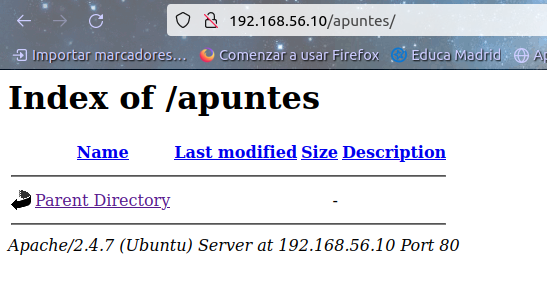 192.168.56.10/apuntes/
Importar marcadores... Comenzar a usar Firefox Educa Madrid
Index of /apuntes
Name Last modified Size Description
Parent Directory -
Apache/2.4.7 (Ubuntu) Server at 192.168.56.10 Port 80